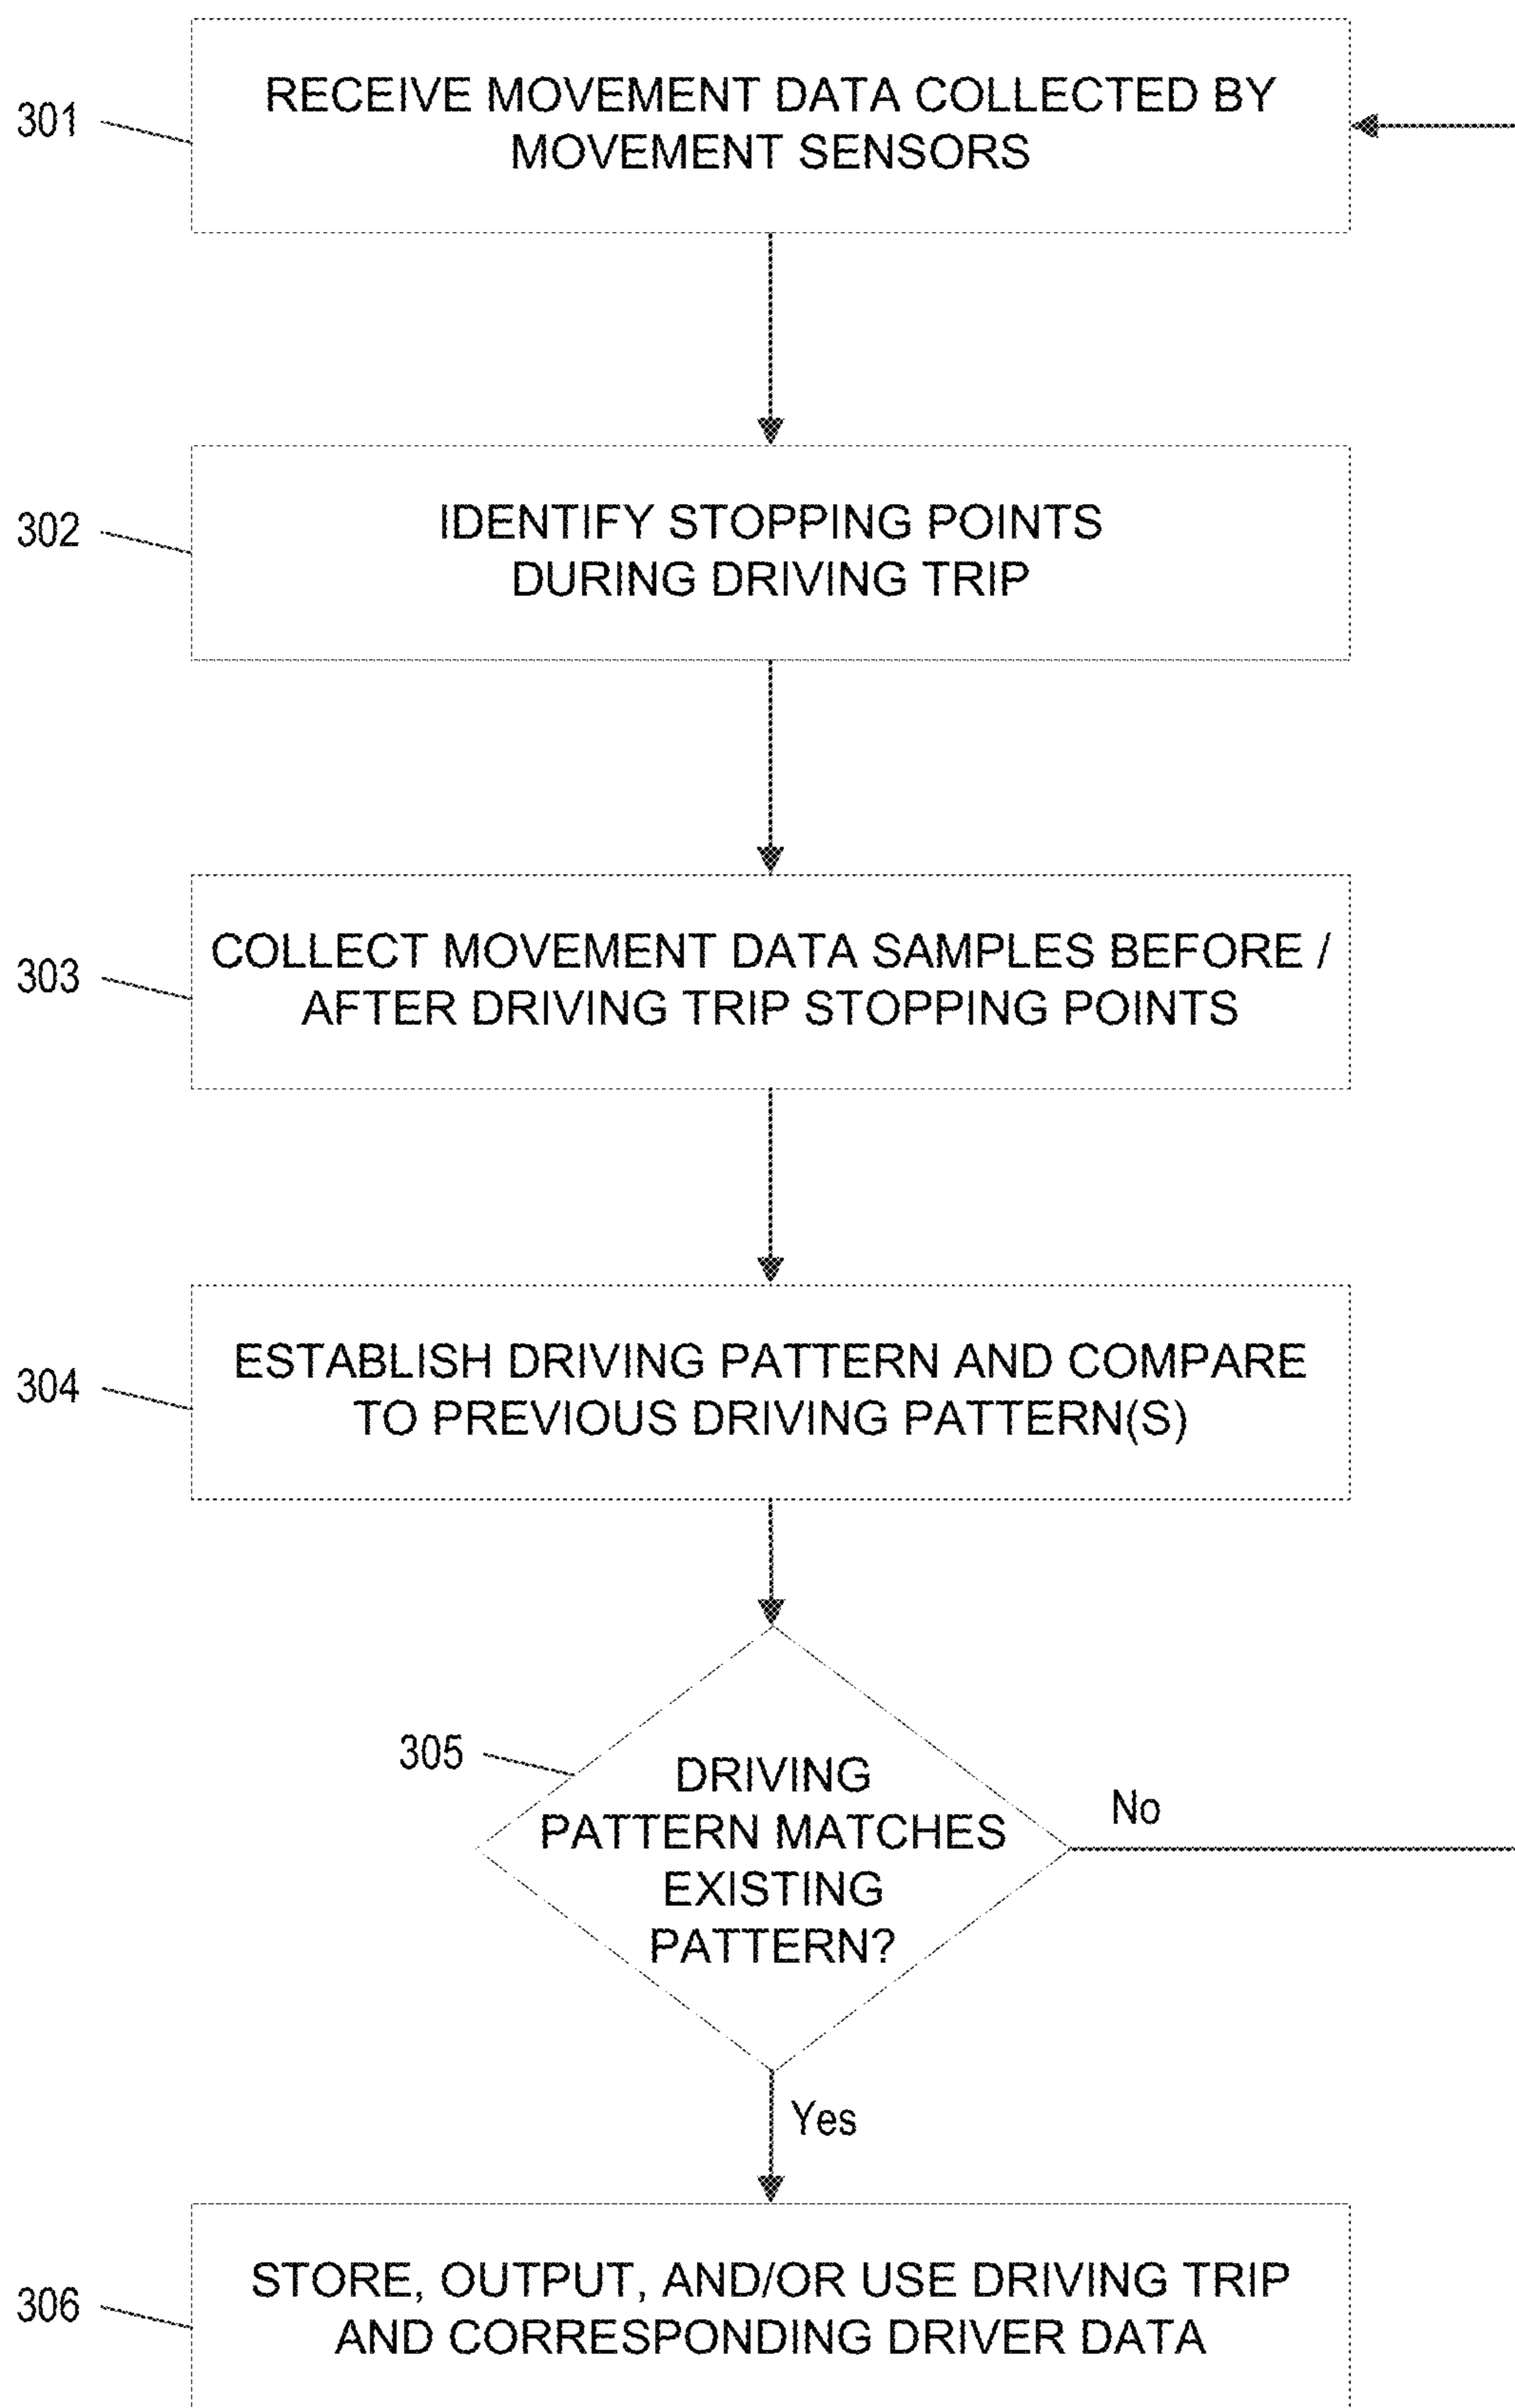 301
RECEIVE MOVEMENT DATA COLLECTED BY
MOVEMENT SENSORS
302
IDENTIFY STOPPING POINTS
DURING DRIVING TRIP
303
COLLECT MOVEMENT DATA SAMPLES BEFORE /
AFTER DRIVING TRIP STOPPING POINTS
304
ESTABLISH DRIVING PATTERN AND COMPARE
TO PREVIOUS DRIVING PATTERN(S)
305
DRIVING
PATTERN MATCHES
EXISTING
PATTERN?
No
Yes
306
STORE, OUTPUT, AND/OR USE DRIVING TRIP
AND CORRESPONDING DRIVER DATA